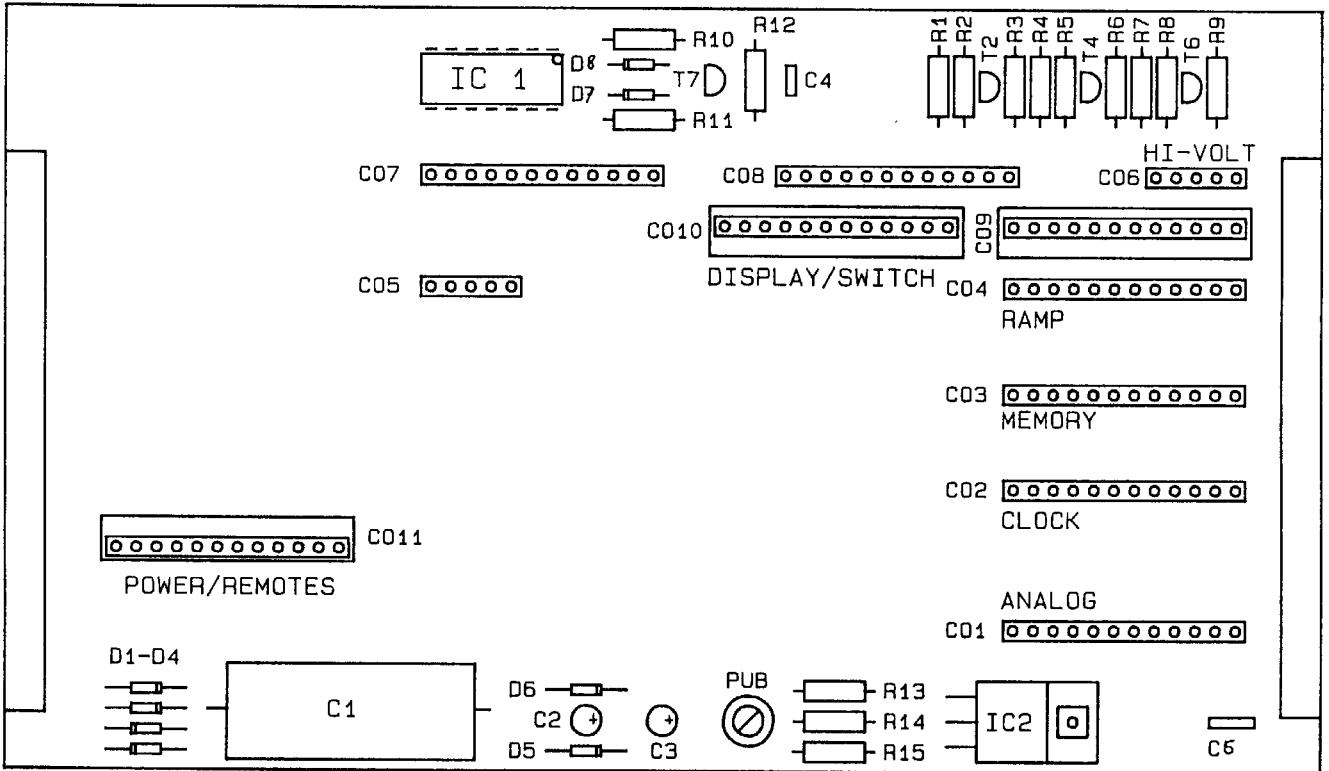 R10
R12
R1
R2
T2
R3
R4
R5
T4
R6
R7
R8
T6
R9
IC 1
D8
D7
T7
C4
R11
HI-VOLT
CO7
CO8
CO6
CO10
CO9
DISPLAY/SWITCH
CO5
CO4
RAMP
CO3
MEMORY
CO2
CLOCK
CO11
POWER/REMOTES
ANALOG
CO1
D1-D4
C1
D6
C2
D5
C3
PUB
R13
R14
R15
IC2
C6